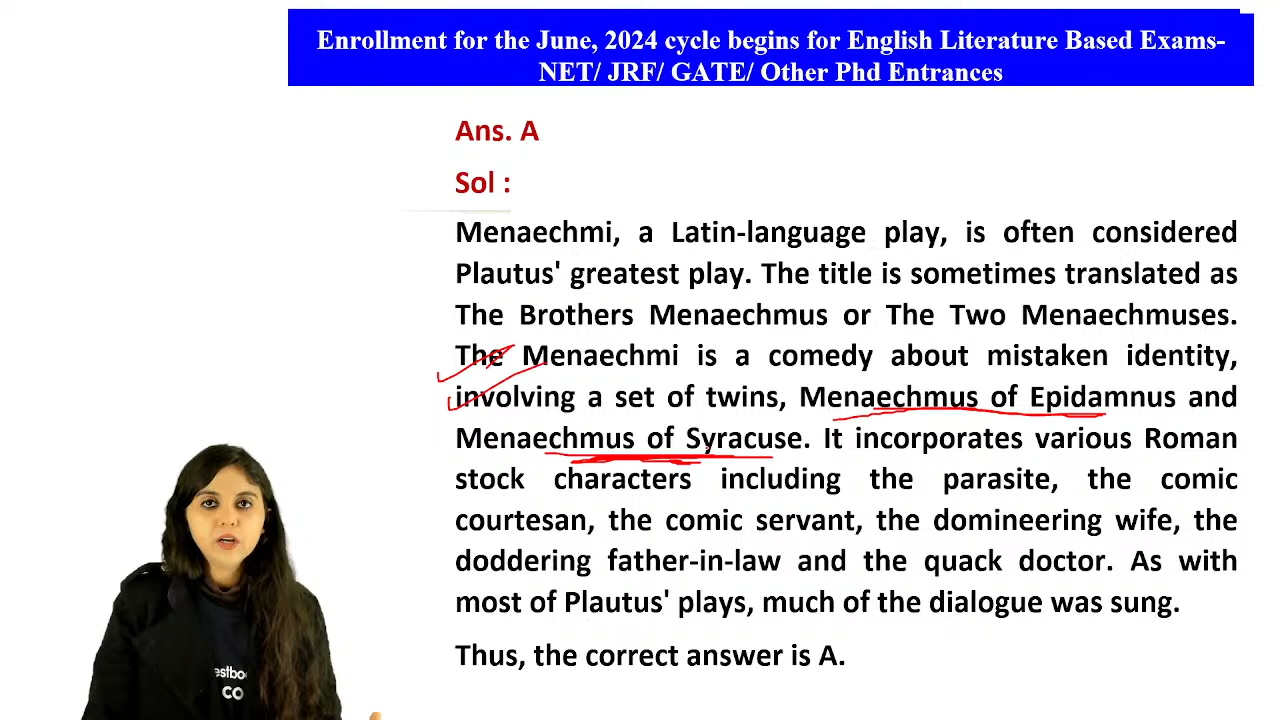 Enrollment for the June, 2024 cycle begins for English Literature Based Exams-
NET/ JRF/ GATE/ Other Phd Entrances
Ans. A
Sol :
Menaechmi, a Latin-language play, is often considered
Plautus' greatest play. The title is sometimes translated as
The Brothers Menaechmus or The Two Menaechmuses.
The Menaechmi is a comedy about mistaken identity,
involving a set of twins, Menaechmus of Epidamnus and
Menaechmus of Syracuse. It incorporates various Roman
stock characters including the parasite, the comic
courtesan, the comic servant, the domineering wife, the
doddering father-in-law and the quack doctor. As with
most of Plautus' plays, much of the dialogue was sung.
Thus, the correct answer is A.